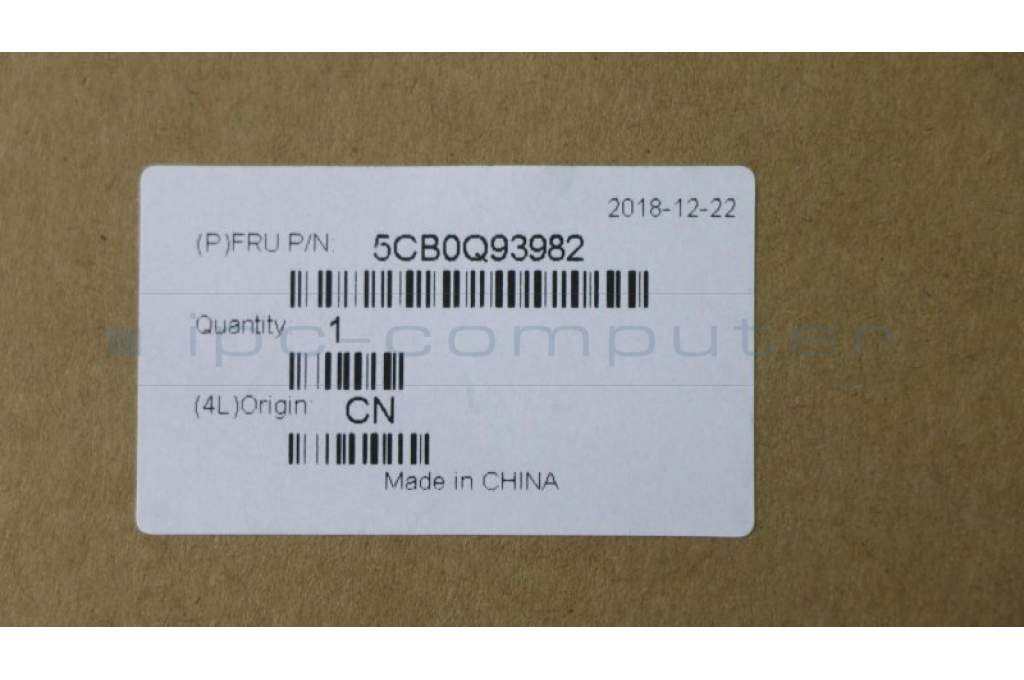 2018-12-22
(P)FRU P/N: 5CB0Q93982
Quantity: 1
ipc-computer
(4L)Origin: CN
Made in CHINA